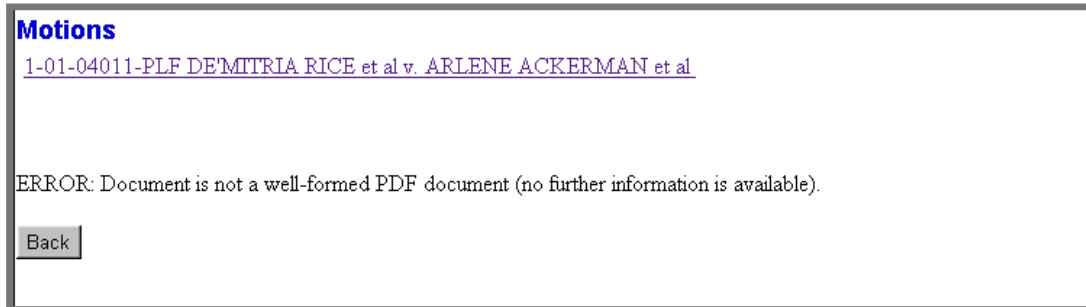 Motions
1-01-04011-PLF DE'MITRIA RICE et al v. ARLENE ACKERMAN et al
ERROR: Document is not a well-formed PDF document (no further information is available).
Back